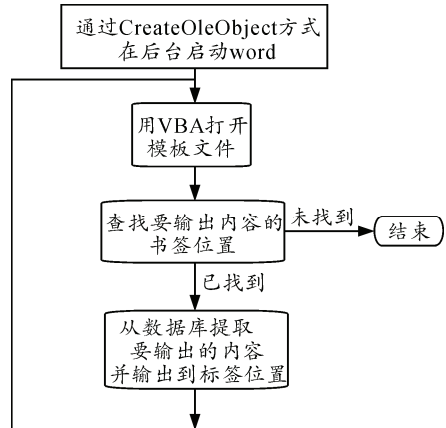 通过CreateOleObject方式
在后台启动word
用VBA打开
模板文件
查找要输出内容的
书签位置
未找到
结束
已找到
从数据库提取
要输出的内容
并输出到标签位置